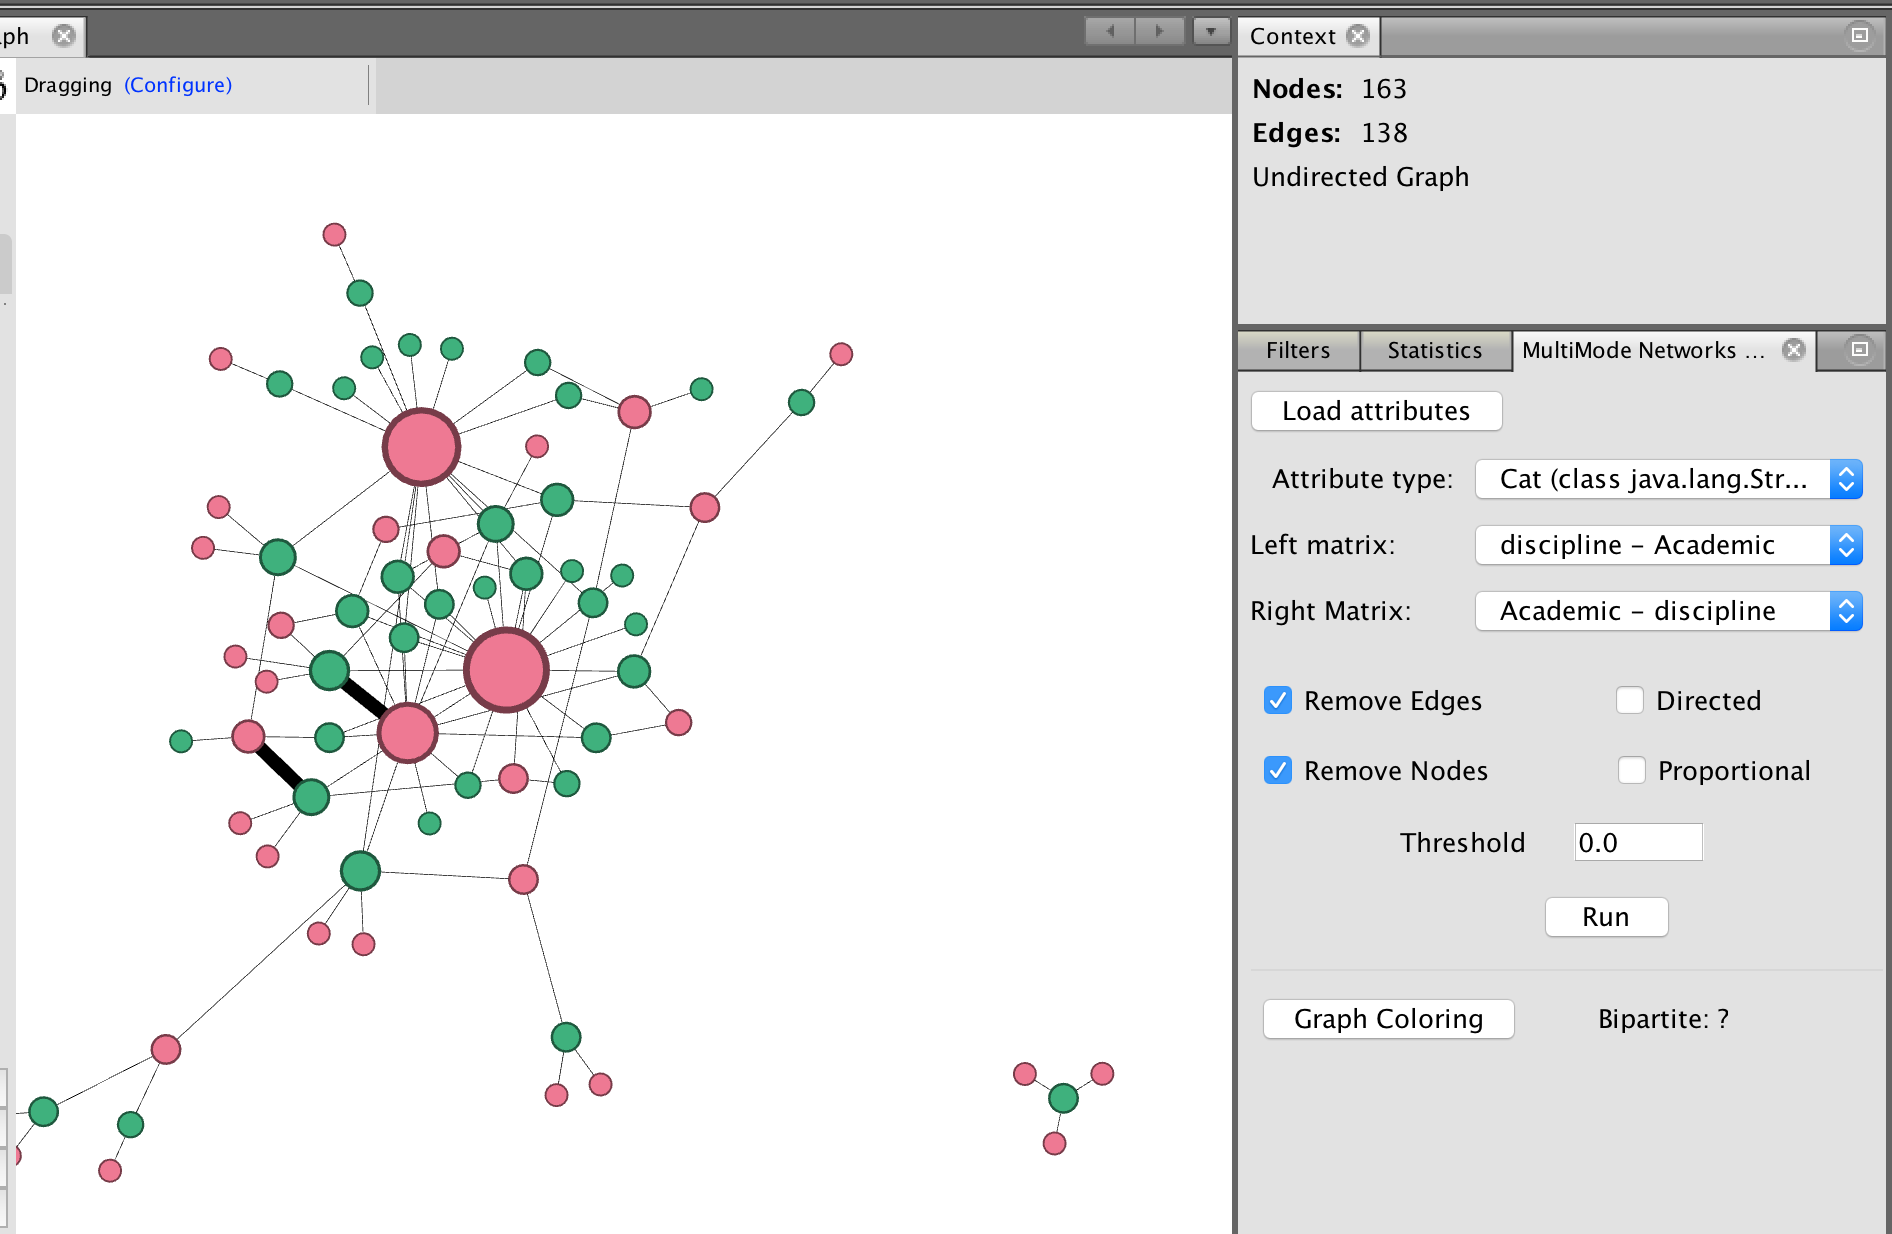 ph
Dragging (Configure)
Context
Nodes: 163
Edges: 138
Undirected Graph
Filters Statistics MultiMode Networks ...
Load attributes
Attribute type: Cat (class java.lang.Str...
Left matrix: discipline - Academic
Right Matrix: Academic - discipline
Remove Edges Directed
Remove Nodes Proportional
Threshold 0.0
Run
Graph Coloring Bipartite: ?